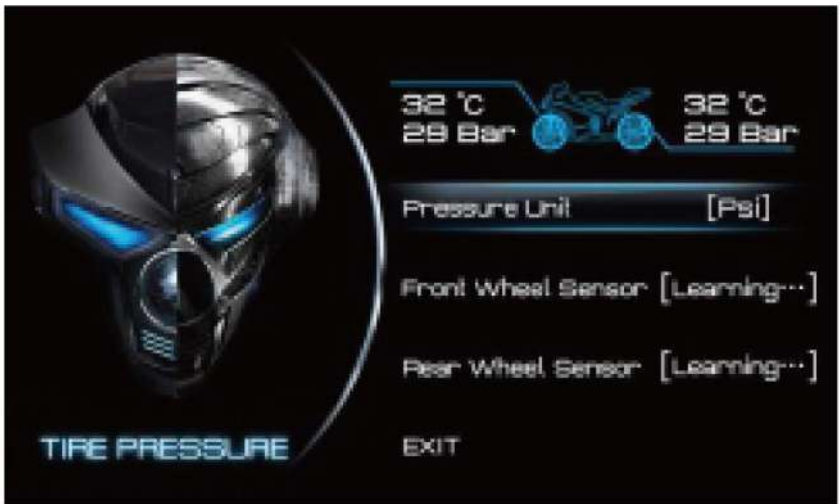 32 °C 32 °C
29 Bar 29 Bar
Pressure Unit [Psi]
Front Wheel Sensor [Learning···]
Rear Wheel Sensor [Learning···]
TIRE PRESSURE EXIT